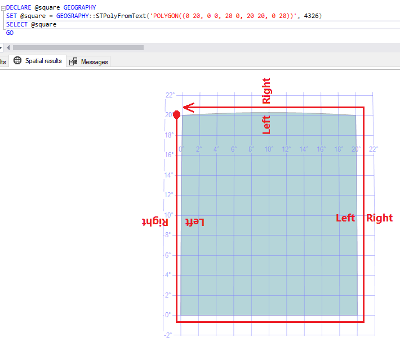 DECLARE @square GEOGRAPHY
SET @square = GEOGRAPHY::STPolyFromText('POLYGON((0 20, 0 0, 20 0, 20 20, 0 20))', 4326)
SELECT @square
GO
Spatial results
Messages
Right
Left
22°
20°
18°
16°
0° 2° 4° 6° 8° 10° 12° 14° 16° 18° 20° 22°
14°
12°
10°
Right Left
Left Right
8°
6°
4°
2°
0°
-2°